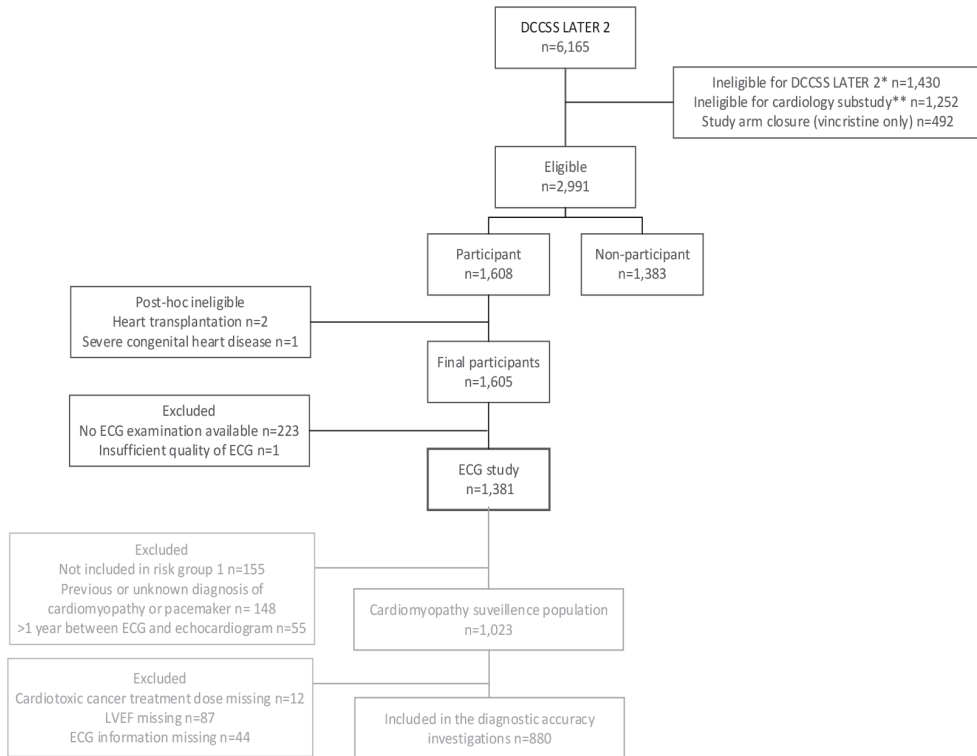 DCCSS LATER 2
n=6,165
Ineligible for DCCSS LATER 2* n=1,430
Ineligible for cardiology substudy** n=1,252
Study arm closure (vincristine only) n=492
Eligible
n=2,991
Participant
n=1,608
Non-participant
n=1,383
Post-hoc ineligible
Heart transplantation n=2
Severe congenital heart disease n=1
Final participants
n=1,605
Excluded
No ECG examination available n=223
Insufficient quality of ECG n=1
ECG study
n=1,381
Excluded
Not included in risk group 1 n=155
Previous or unknown diagnosis of
cardiomyopathy or pacemaker n= 148
>1 year between ECG and echocardiogram n=55
Cardiomyopathy suveillence population
n=1,023
Excluded
Cardiotoxic cancer treatment dose missing n=12
LVEF missing n=87
ECG information missing n=44
Included in the diagnostic accuracy
investigations n=880